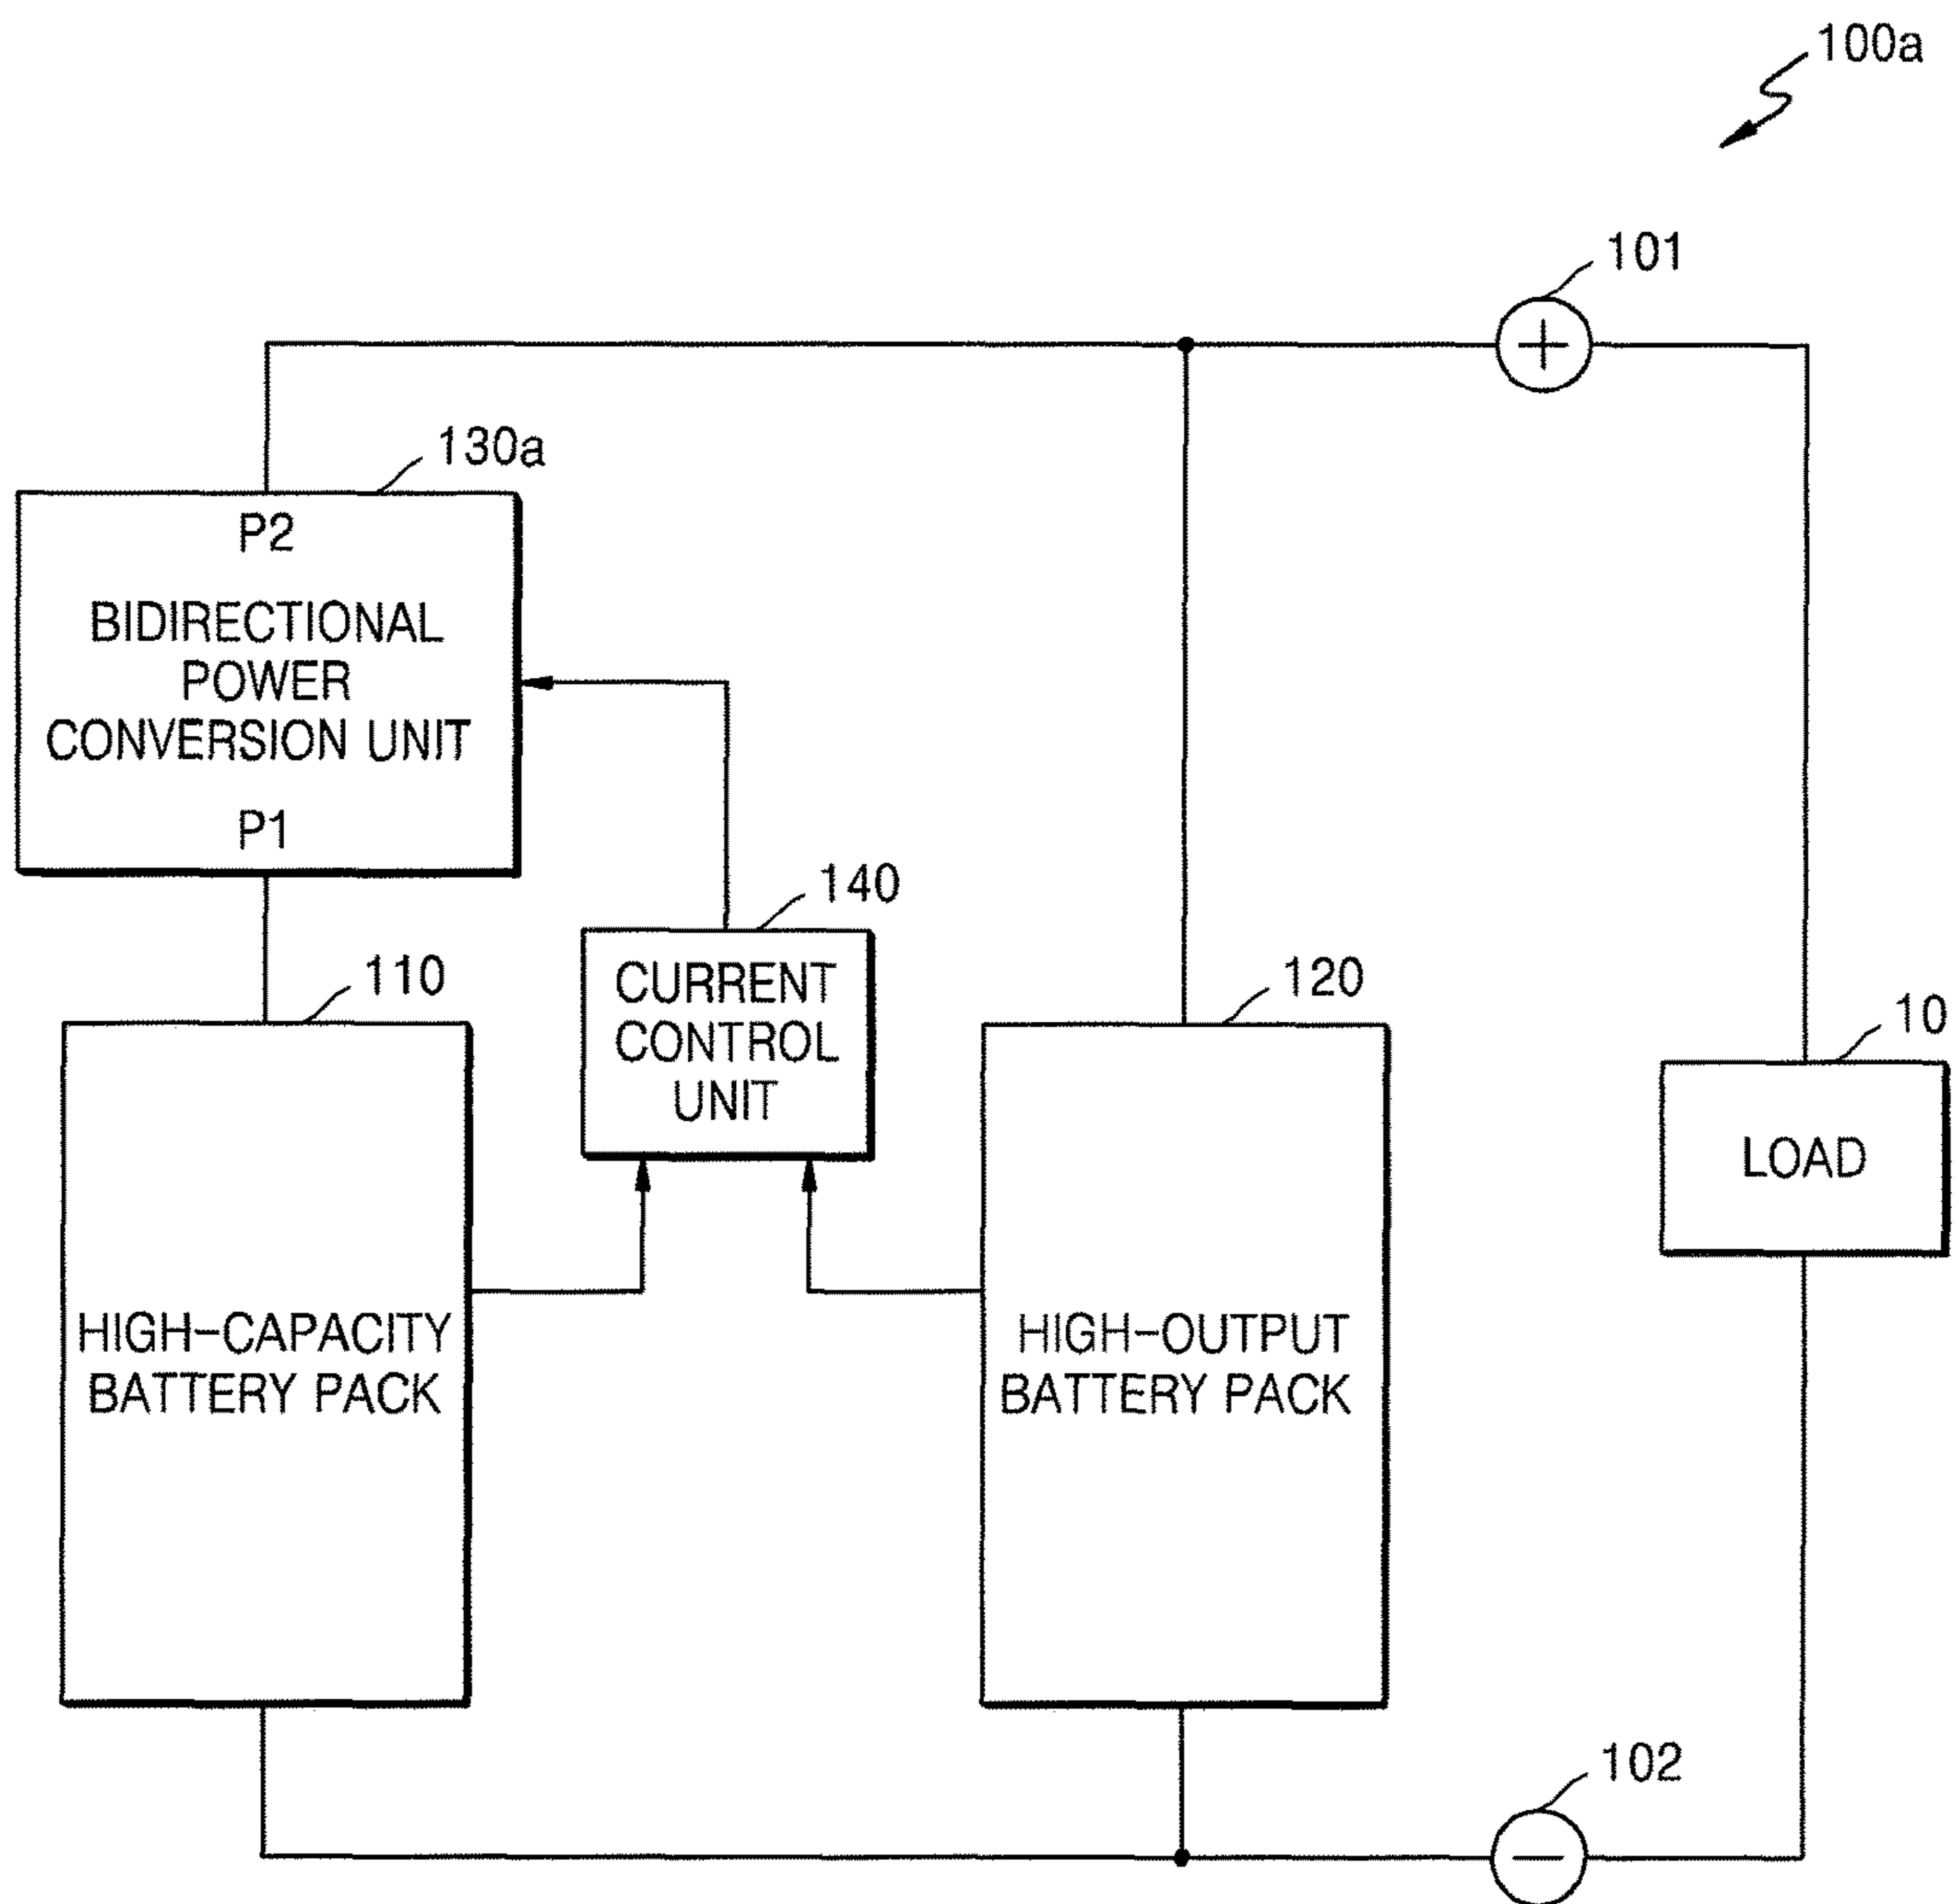 100a
101
+
130a
P2
BIDIRECTIONAL
POWER
CONVERSION UNIT
P1
140
CURRENT
CONTROL
UNIT
110
HIGH-CAPACITY
BATTERY PACK
120
HIGH-OUTPUT
BATTERY PACK
10
LOAD
102
−